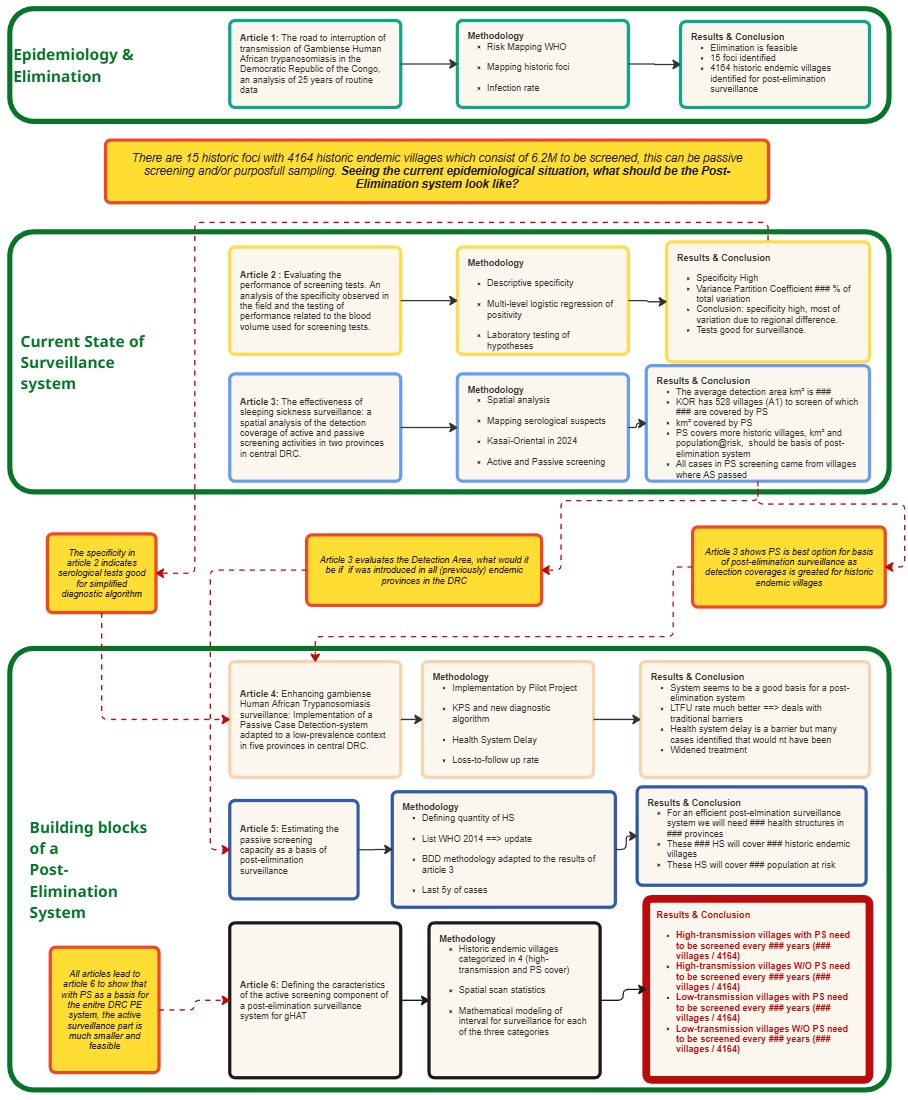 Epidemiology &
Elimination
Article 1: The road to interruption of
transmission of Gambiense Human
African trypanosomiasis in the
Democratic Republic of the Congo,
an analysis of 25 years of routine
data
Methodology
Risk Mapping WHO
Mapping historic foci
Infection rate
Results & Conclusion
Elimination is feasible
15 foci identified
4164 historic endemic villages
identified for post-elimination
surveillance
There are 15 historic foci with 4164 historic endemic villages which consist of 6.2M to be screened, this can be passive
screening and/or purposfull sampling. Seeing the current epidemiological situation, what should be the Post-
Elimination system look like?
Current State of
Surveillance
system
Article 2 : Evaluating the
performance of screening tests. An
analysis of the specificity observed in
the field and the testing of
performance related to the blood
volume used for screening tests.
Methodology
Descriptive specificity
Multi-level logistic regression of
positivity
Laboratory testing of
hypotheses
Results & Conclusion
Specificity High
Variance Partition Coefficient ### % of
total variation
Conclusion: specificity high, most of
variation due to regional difference.
Tests good for surveillance.
Article 3: The effectiveness of
sleeping sickness surveillance: a
spatial analysis of the detection
coverage of active and passive
screening activities in two provinces
in central DRC.
Methodology
Spatial analysis
Mapping serological suspects
Kasaï-Oriental in 2024
Active and Passive screening
Results & Conclusion
The average detection area km² is ###
KOR has 528 villages (A1) to screen of which
### are covered by PS
km² covered by PS
PS covers more historic villages, km² and
population@risk, should be basis of post-
elimination system
All cases in PS screening came from villages
where AS passed
The specificity in
article 2 indicates
serological tests good
for simplified
diagnostic algorithm
Article 3 evaluates the Detection Area, what would it
be if if was introduced in all (previously) endemic
provinces in the DRC
Article 3 shows PS is best option for basis
of post-elimination surveillance as
detection coverages is greated for historic
endemic villages
Building blocks
of a
Post-
Elimination
System
Article 4: Enhancing gambiense
Human African Trypanosomiasis
surveillance: Implementation of a
Passive Case Detection-system
adapted to a low-prevalence context
in five provinces in central DRC.
Methodology
Implementation by Pilot Project
KPS and new diagnostic
algorithm
Health System Delay
Loss-to-follow up rate
Results & Conclusion
System seems to be a good basis for a post-
elimination system
LTFU rate much better ==> deals with
traditional barriers
Health system delay is a barrier but many
cases identified that would nt have been
Widened treatment
Article 5: Estimating the
passive screening
capacity as a basis of
post-elimination
surveillance
Methodology
Defining quantity of HS
List WHO 2014 ==> update
BDD methodology adapted to the results of
article 3
Last 5y of cases
Results & Conclusion
For an efficient post-elmination surveillance
system we will need ### health structures in
### provinces
These ### HS will cover ### historic endemic
villages
These HS will cover ### population at risk
All articles lead to
article 6 to show that
with PS as a basis for
the enitre DRC PE
system, the active
surveillance part is
much smaller and
feasible
Article 6: Defining the caracteristics
of the active screening component of
a post-elimination surveillance
system for gHAT
Methodology
Historic endemic villages
categorized in 4 (high-
transmission and PS cover)
Spatial scan statistics
Mathematical modeling of
interval for surveillance for each
of the three categories
Results & Conclusion
High-transmission villages with PS need
to be screened every ### years (###
villages / 4164)
High-transmission villages W/O PS need
to be screened every ### years (###
villages / 4164)
Low-transmission villages with PS need
to be screened every ### years (###
villages / 4164)
Low-transmission villages W/O PS need
to be screened every ### years (###
villages / 4164)